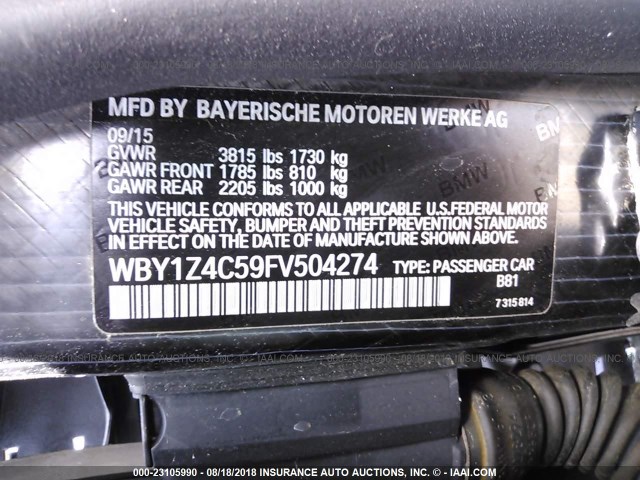 MFD BY BAYERISCHE MOTOREN WERKE AG
09/15
GVWR 3815 lbs 1730 kg
GAWR FRONT 1785 lbs 810 kg
GAWR REAR 2205 lbs 1000 kg
THIS VEHICLE CONFORMS TO ALL APPLICABLE U.S.FEDERAL MOTOR
VEHICLE SAFETY, BUMPER AND THEFT PREVENTION STANDARDS
IN EFFECT ON THE DATE OF MANUFACTURE SHOWN ABOVE.
WBY1Z4C59FV504274 TYPE: PASSENGER CAR
B81
7 315 814
BMW
BMW
000-23105990 - 08/18/2018 INSURANCE AUTO AUCTIONS, INC. - © - WWW.IAAI.COM